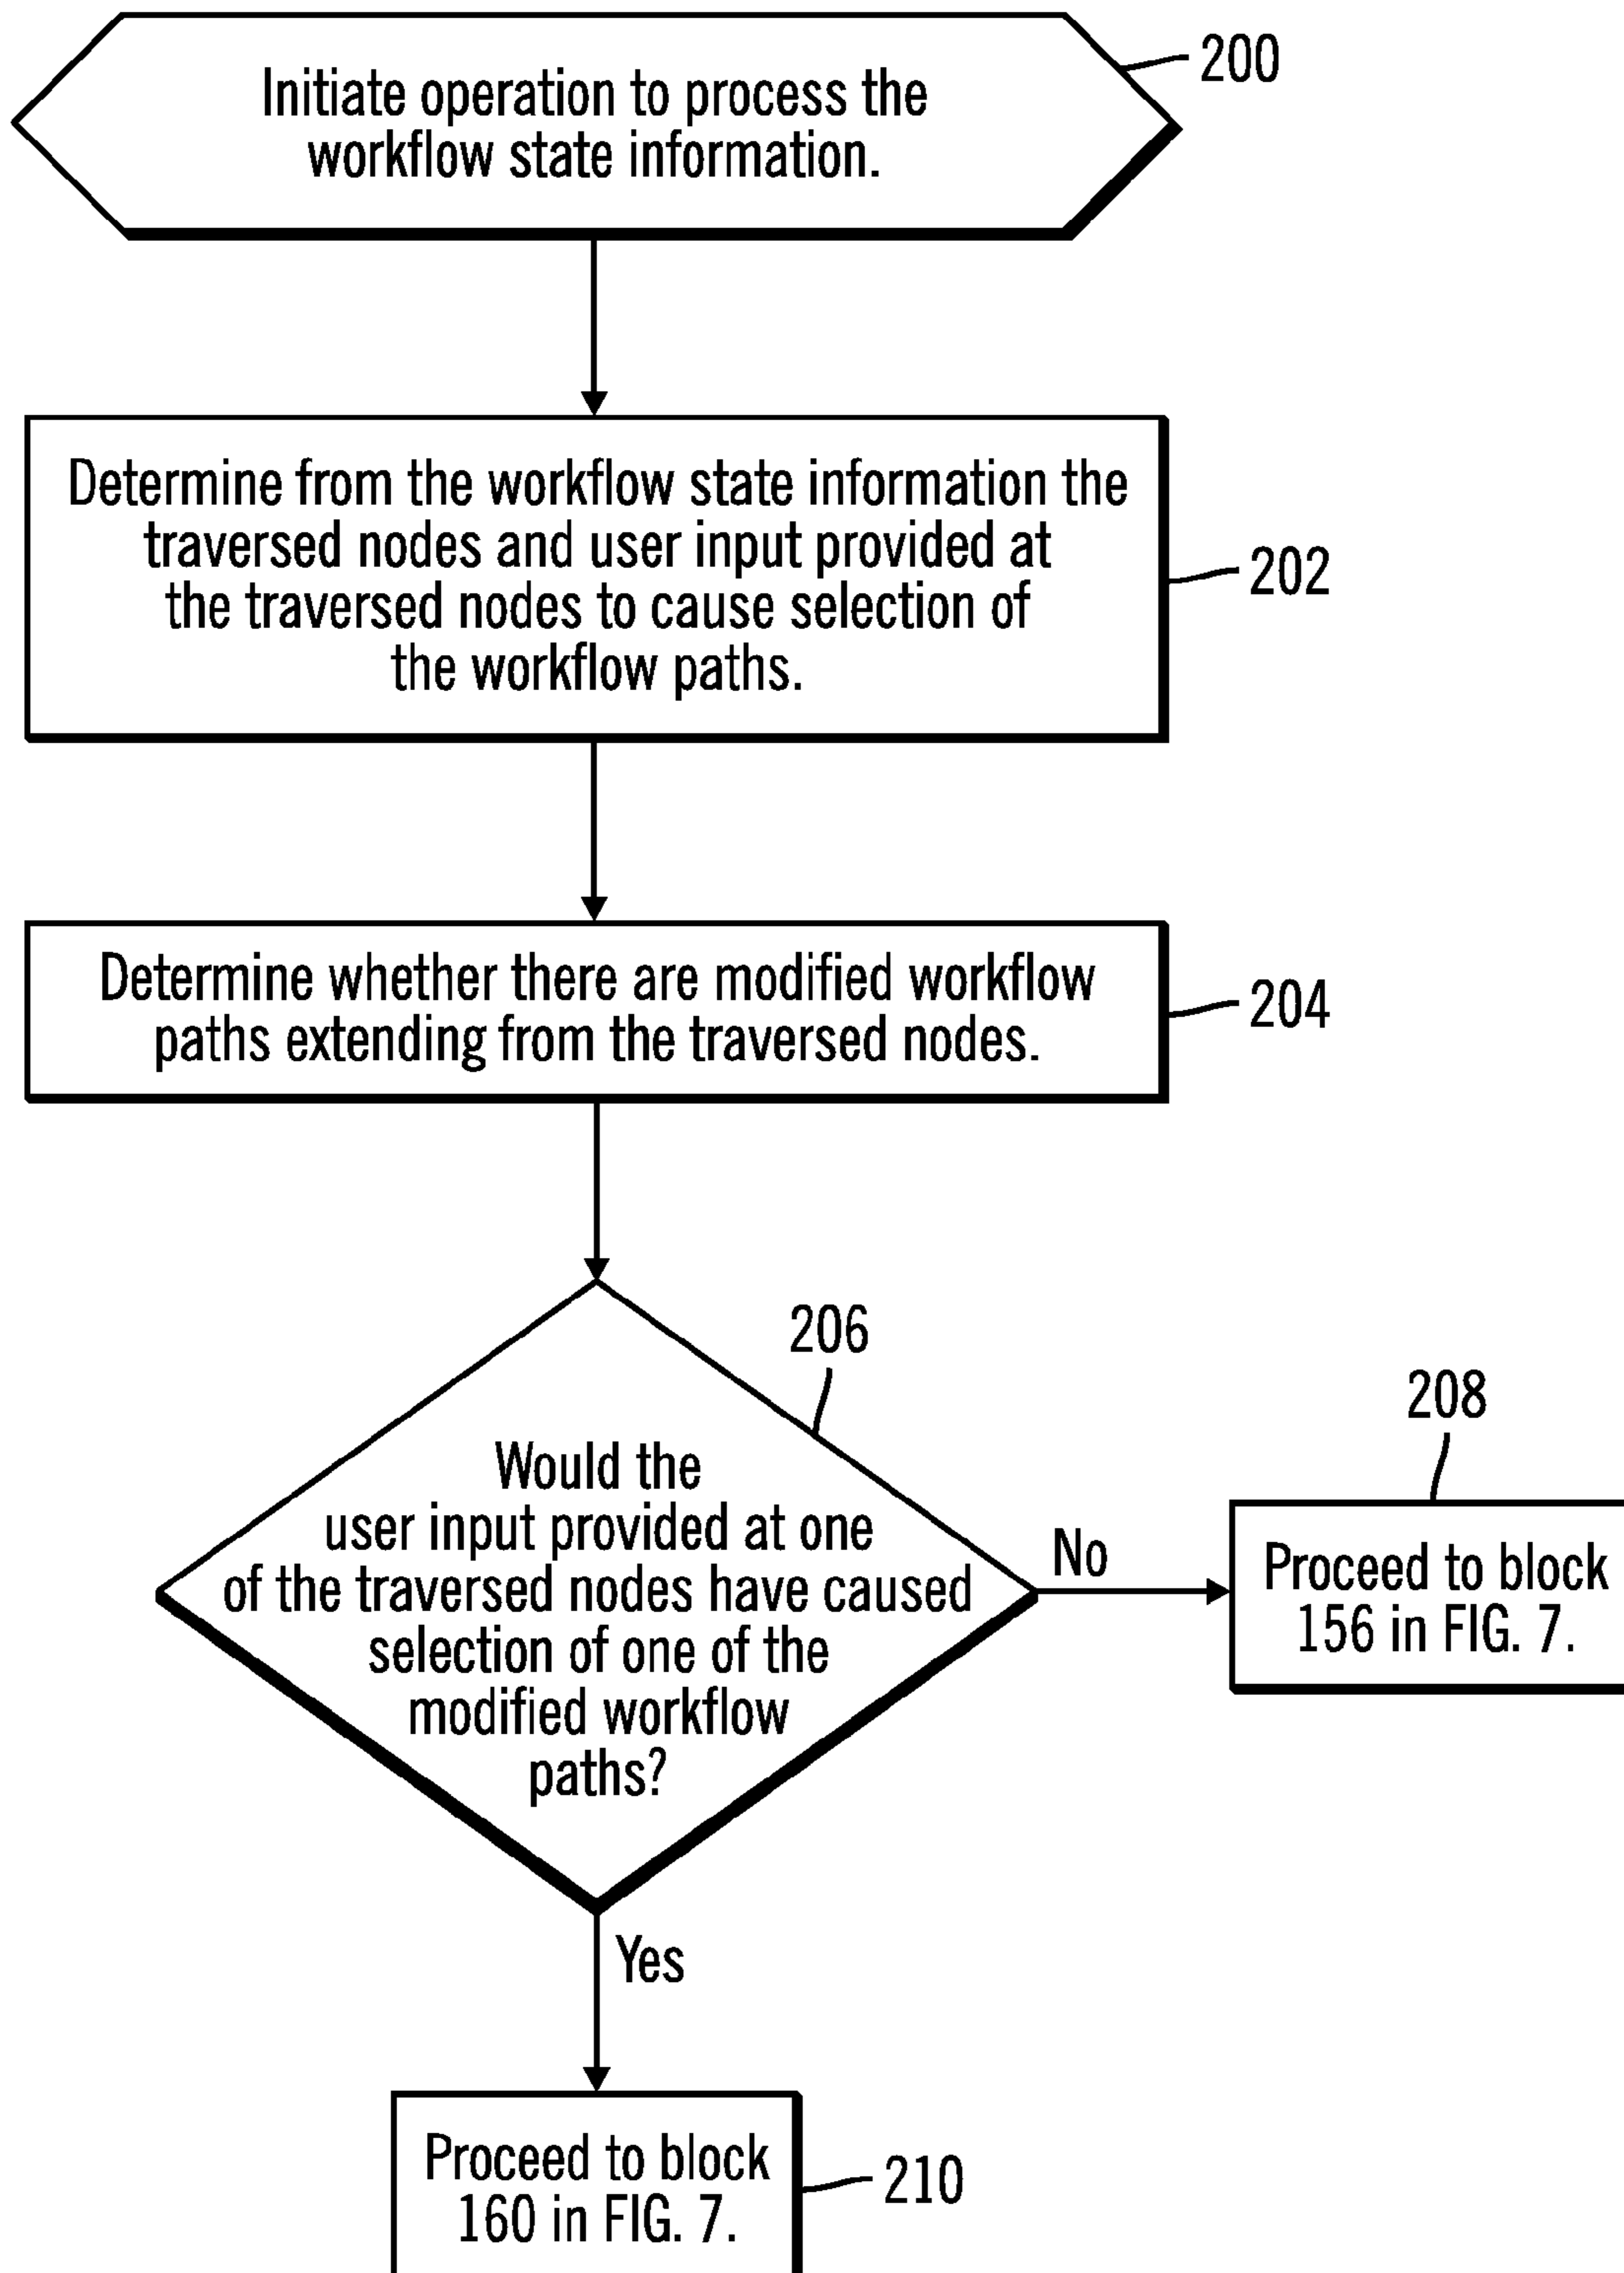 Initiate operation to process the
workflow state information.
200
Determine from the workflow state information the
traversed nodes and user input provided at
the traversed nodes to cause selection of
the workflow paths.
202
Determine whether there are modified workflow
paths extending from the traversed nodes.
204
206
Would the
user input provided at one
of the traversed nodes have caused
selection of one of the
modified workflow
paths?
No
208
Proceed to block
156 in FIG. 7.
Yes
Proceed to block
160 in FIG. 7.
210